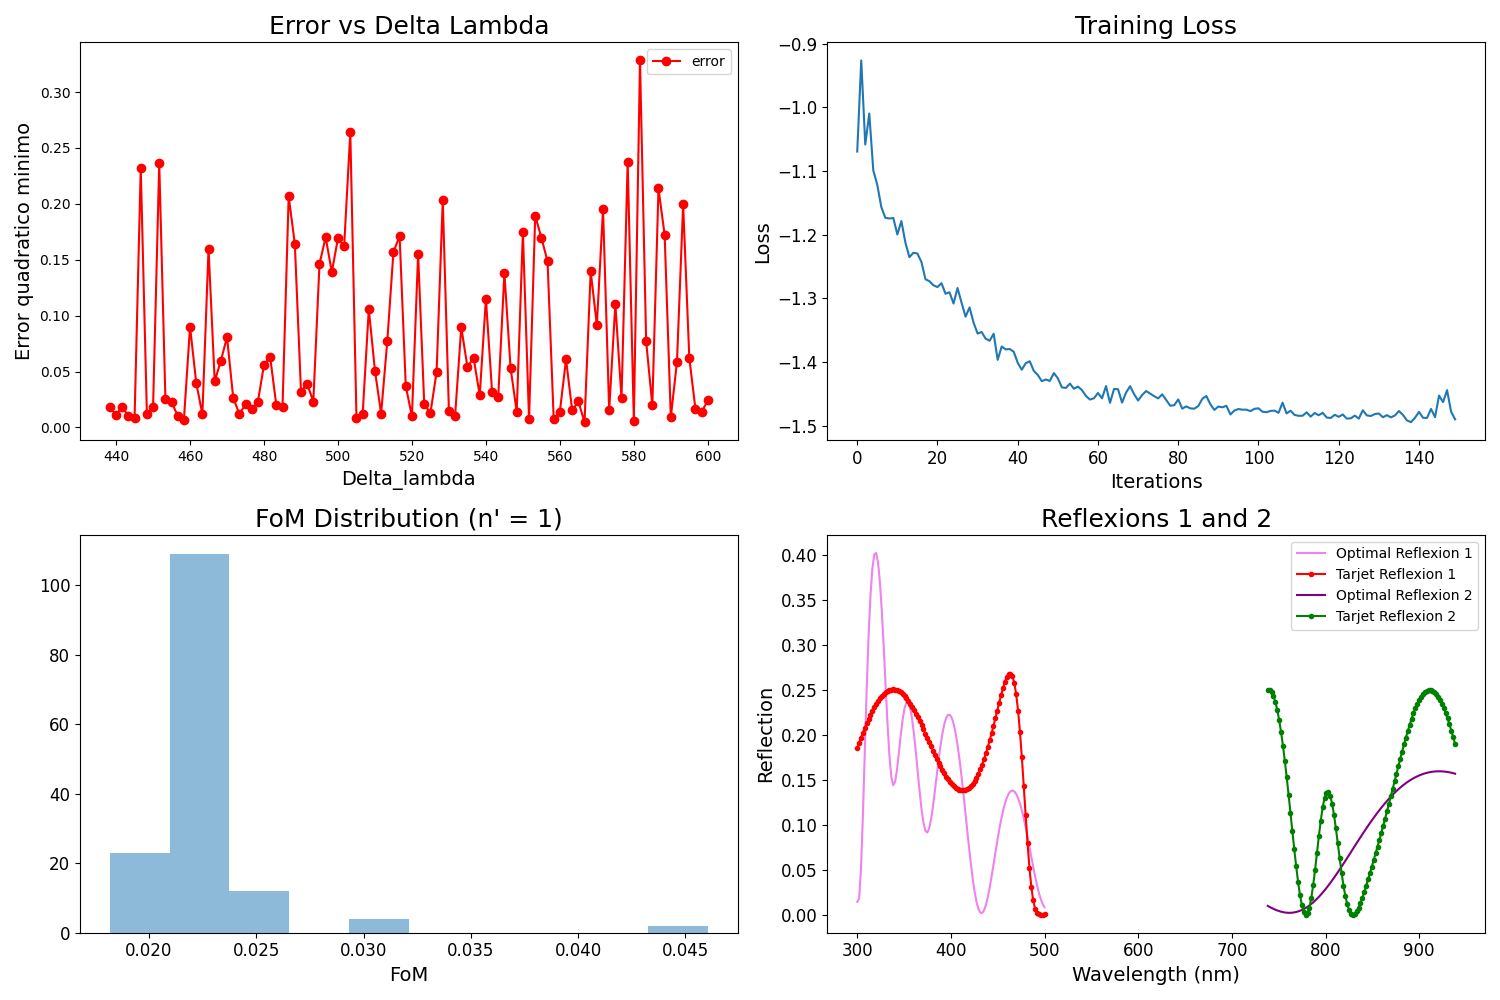 Error vs Delta Lambda
error
Error quadratico minimo
0.30
0.25
0.20
0.15
0.10
0.05
0.00
440 460 480 500 520 540 560 580 600
Delta_lambda
Training Loss
Loss
−0.9
−1.0
−1.1
−1.2
−1.3
−1.4
−1.5
0 20 40 60 80 100 120 140
Iterations
FoM Distribution (n' = 1)
100
80
60
40
20
0
0.020 0.025 0.030 0.035 0.040 0.045
FoM
Reflexions 1 and 2
Optimal Reflexion 1
Tarjet Reflexion 1
Optimal Reflexion 2
Tarjet Reflexion 2
Reflection
0.40
0.35
0.30
0.25
0.20
0.15
0.10
0.05
0.00
300 400 500 600 700 800 900
Wavelength (nm)